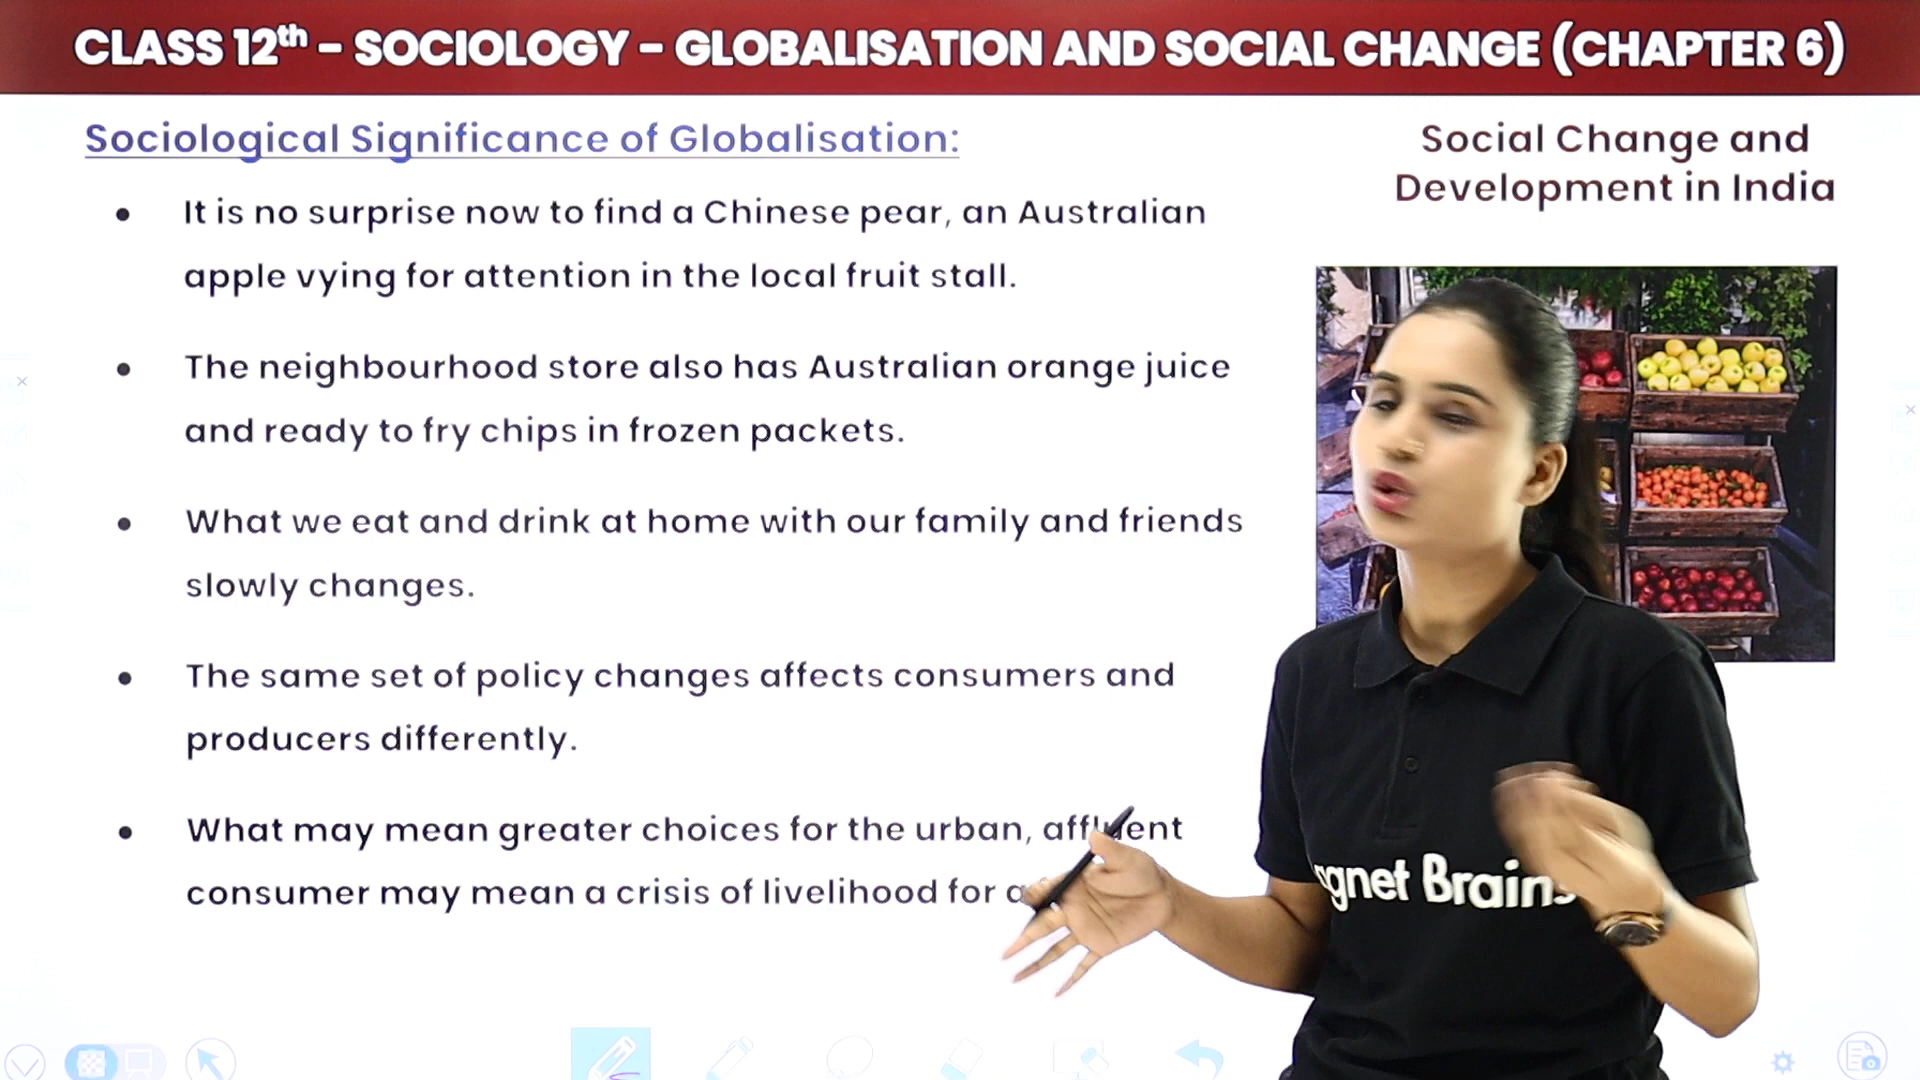 CLASS 12th – SOCIOLOGY – GLOBALISATION AND SOCIAL CHANGE (CHAPTER 6)
Sociological Significance of Globalisation:
Social Change and
Development in India
• It is no surprise now to find a Chinese pear, an Australian
apple vying for attention in the local fruit stall.
• The neighbourhood store also has Australian orange juice
and ready to fry chips in frozen packets.
• What we eat and drink at home with our family and friends
slowly changes.
• The same set of policy changes affects consumers and
producers differently.
• What may mean greater choices for the urban, affluent
consumer may mean a crisis of livelihood for a
gnet Brains